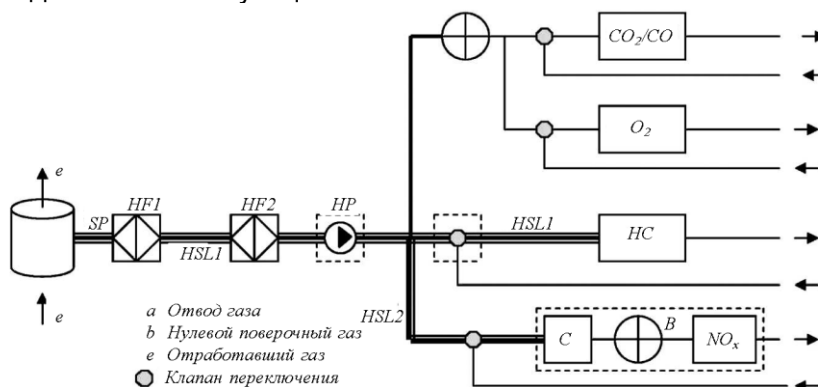 CO₂/CO
O₂
e
SP
HF1
HF2
HP
HSL1
HSL1
HC
e
a Отвод газа
b Нулевой поверочный газ
e Отработавший газ
Клапан переключения
HSL2
C
B
NOₓ